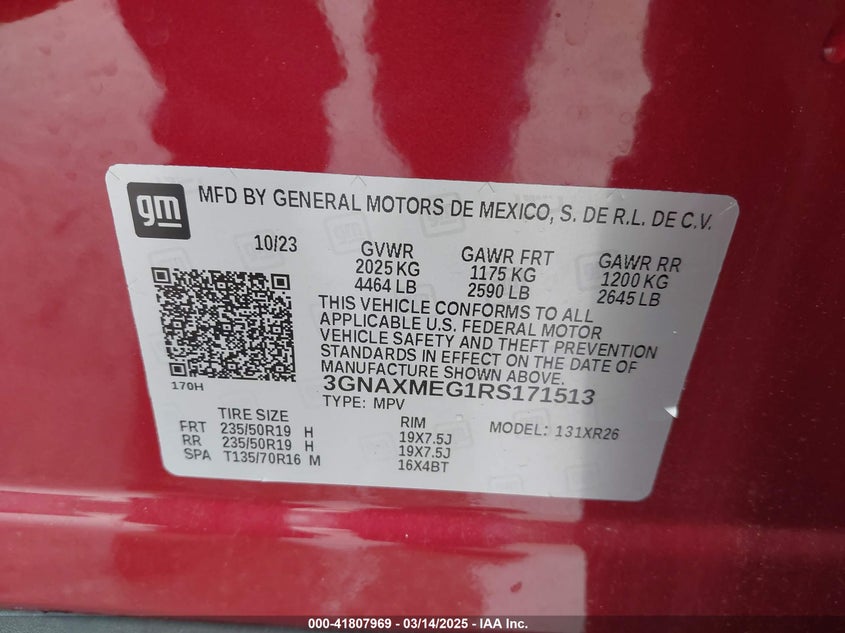 gm
MFD BY GENERAL MOTORS DE MEXICO, S. DE R.L. DE C.V.
10/23 GVWR GAWR FRT GAWR RR
2025 KG 1175 KG 1200 KG
4464 LB 2590 LB 2645 LB
THIS VEHICLE CONFORMS TO ALL
APPLICABLE U.S. FEDERAL MOTOR
VEHICLE SAFETY AND THEFT PREVENTION
STANDARDS IN EFFECT ON THE DATE OF
MANUFACTURE SHOWN ABOVE.
170H
3GNAXMEG1RS171513
TYPE: MPV
TIRE SIZE RIM MODEL: 131XR26
FRT 235/50R19 H 19X7.5J
RR 235/50R19 H 19X7.5J
SPA T135/70R16 M 16X4BT
000-41807969 | 03/14/2025 - IAA Inc.